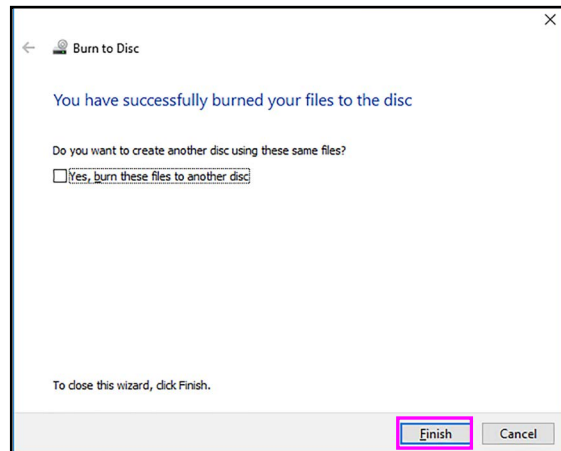 Burn to Disc
You have successfully burned your files to the disc
Do you want to create another disc using these same files?
Yes, burn these files to another disc
To close this wizard, click Finish.
Finish Cancel